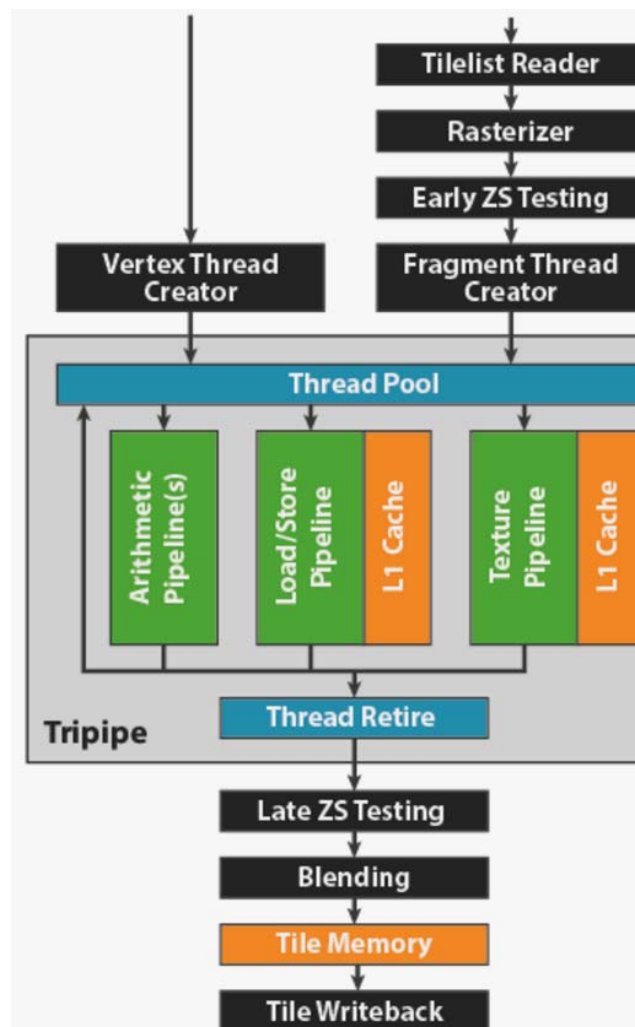 Tilelist Reader
Rasterizer
Early ZS Testing
Vertex Thread
Creator
Fragment Thread
Creator
Thread Pool
Arithmetic
Pipeline(s)
Load/Store
Pipeline
L1 Cache
Texture
Pipeline
L1 Cache
Thread Retire
Tripipe
Late ZS Testing
Blending
Tile Memory
Tile Writeback